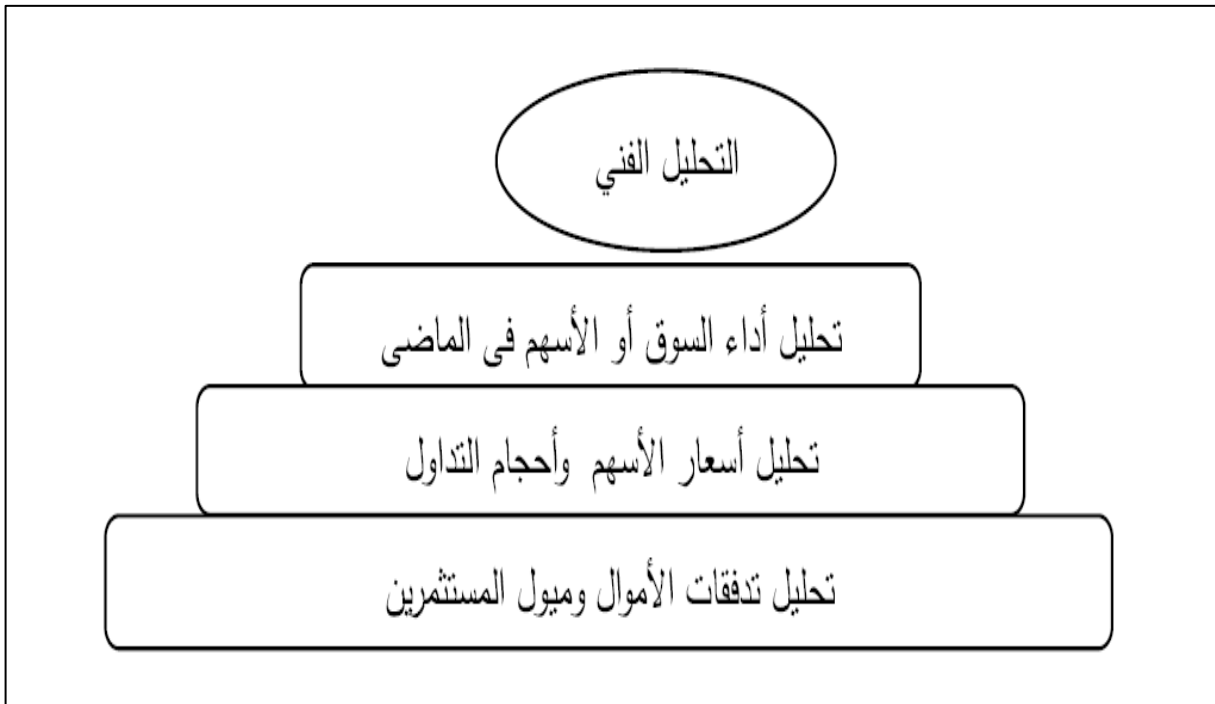 التحليل الفني
تحليل أداء السوق أو الأسهم فى الماضى
تحليل أسعار الأسهم وأحجام التداول
تحليل تدفقات الأموال وميول المستثمرين